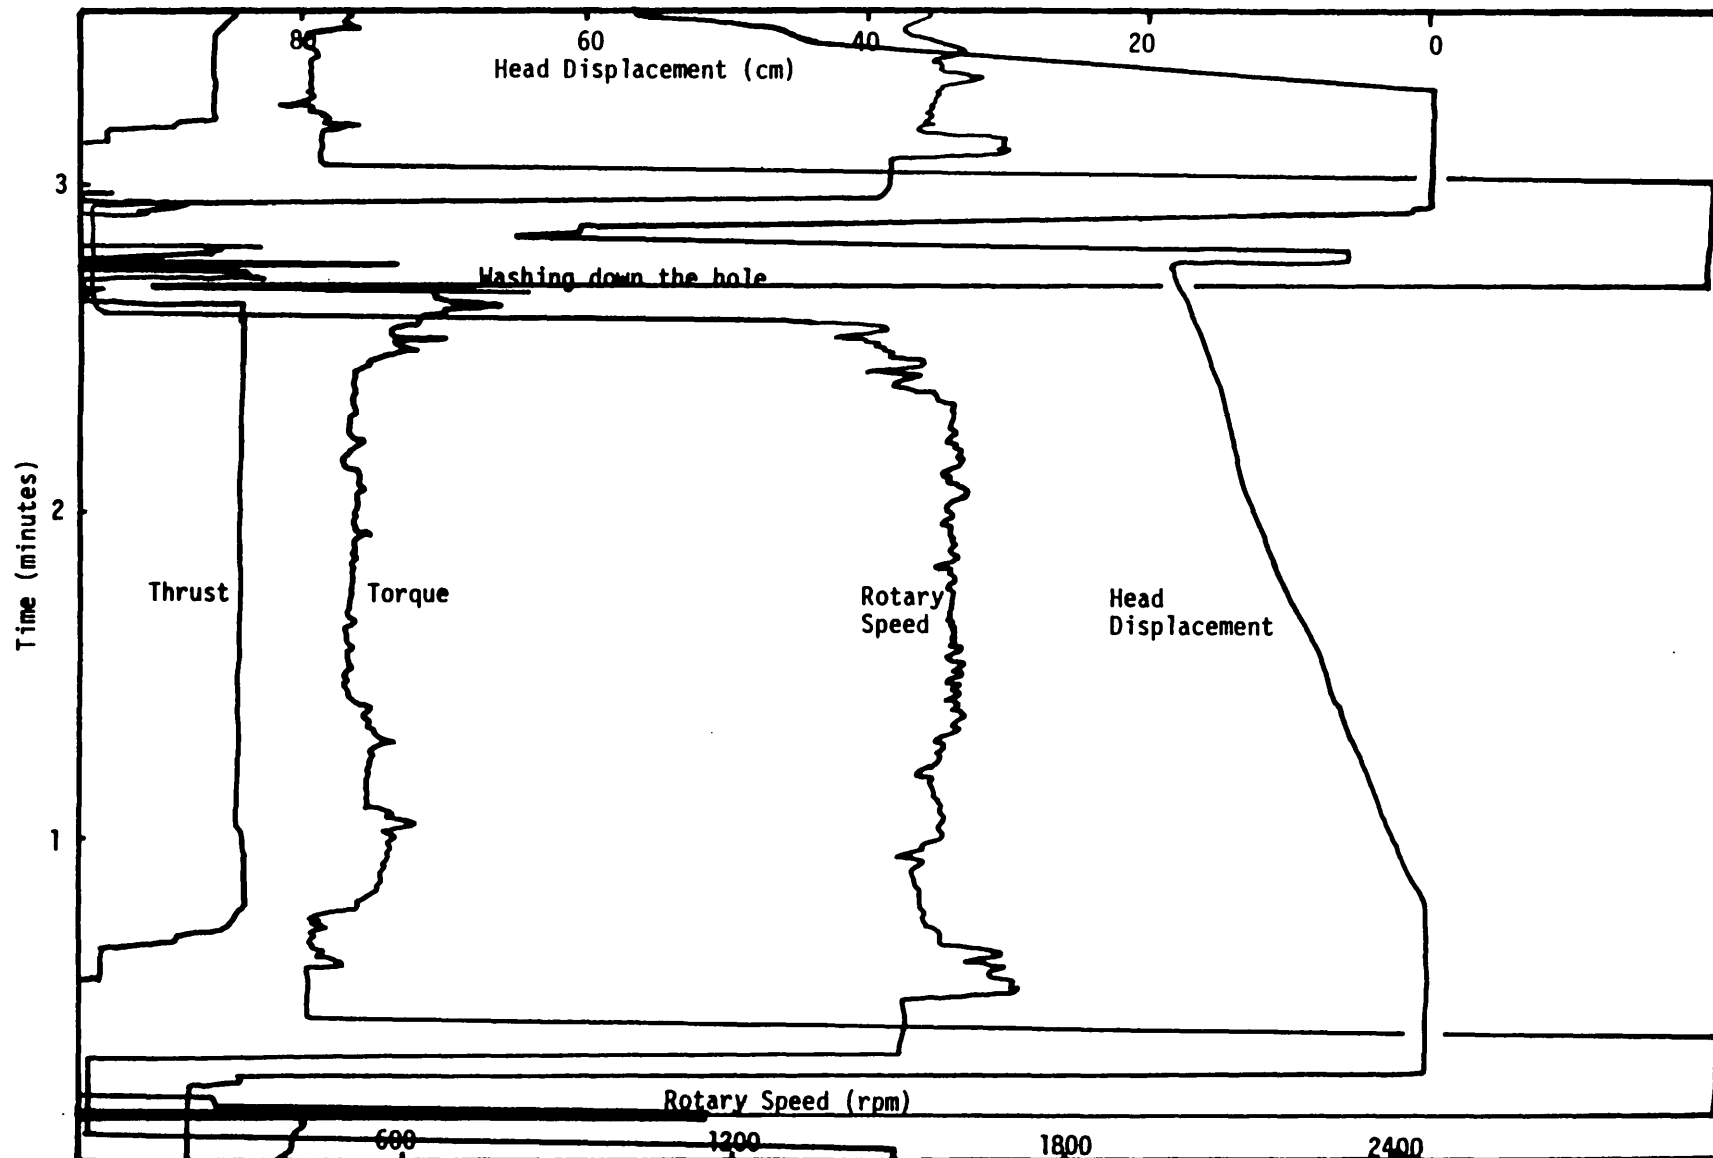 80 60 40 20 0
Head Displacement (cm)
3
Washing down the hole
2
Time (minutes)
Thrust
Torque
Rotary
Speed
Head
Displacement
1
Rotary Speed (rpm)
600 1200 1800 2400